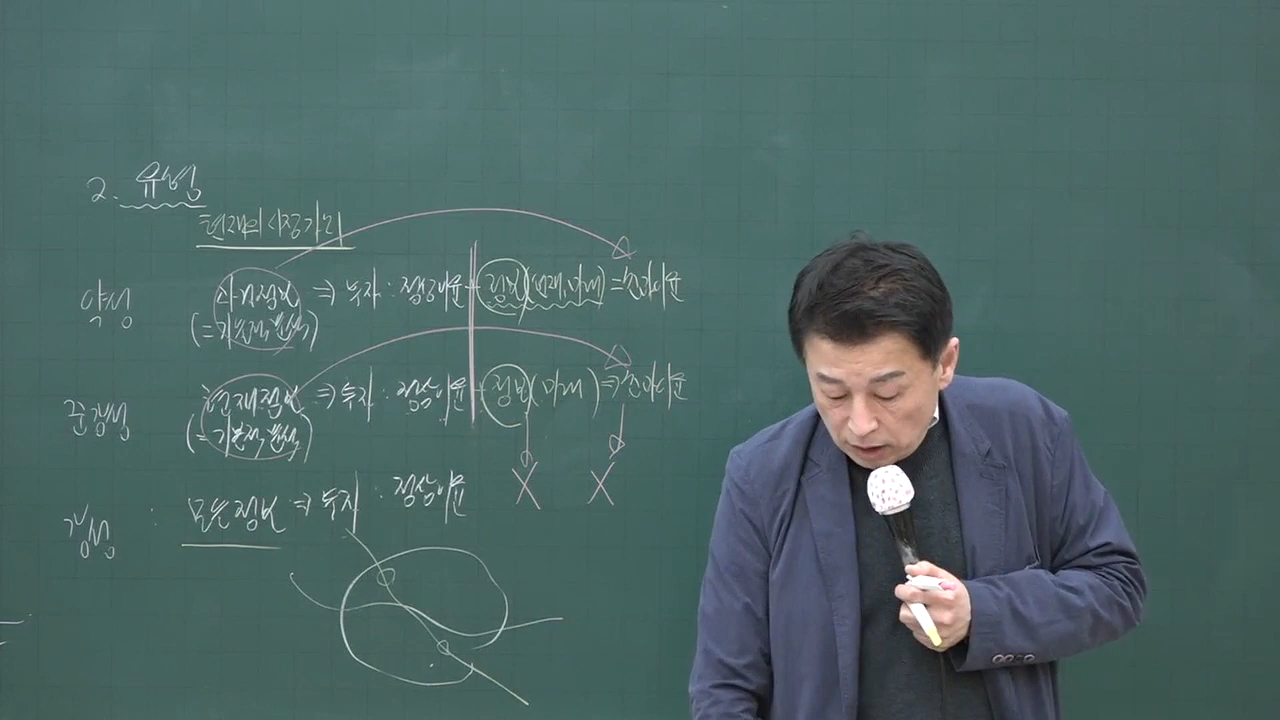 2. 유형
현재의 시장가치
약성 과거정보 ⇒ 투자 : 정상이윤 + 정보 (현재, 미래) = 초과이윤
(= 기술적 분석)
준강성 현재정보 ⇒ 투자 : 정상이윤 + 정보 (미래) ⇒ 초과이윤
(= 기본적 분석)
X X
강성 : 모든정보 ⇒ 투자 : 정상이윤